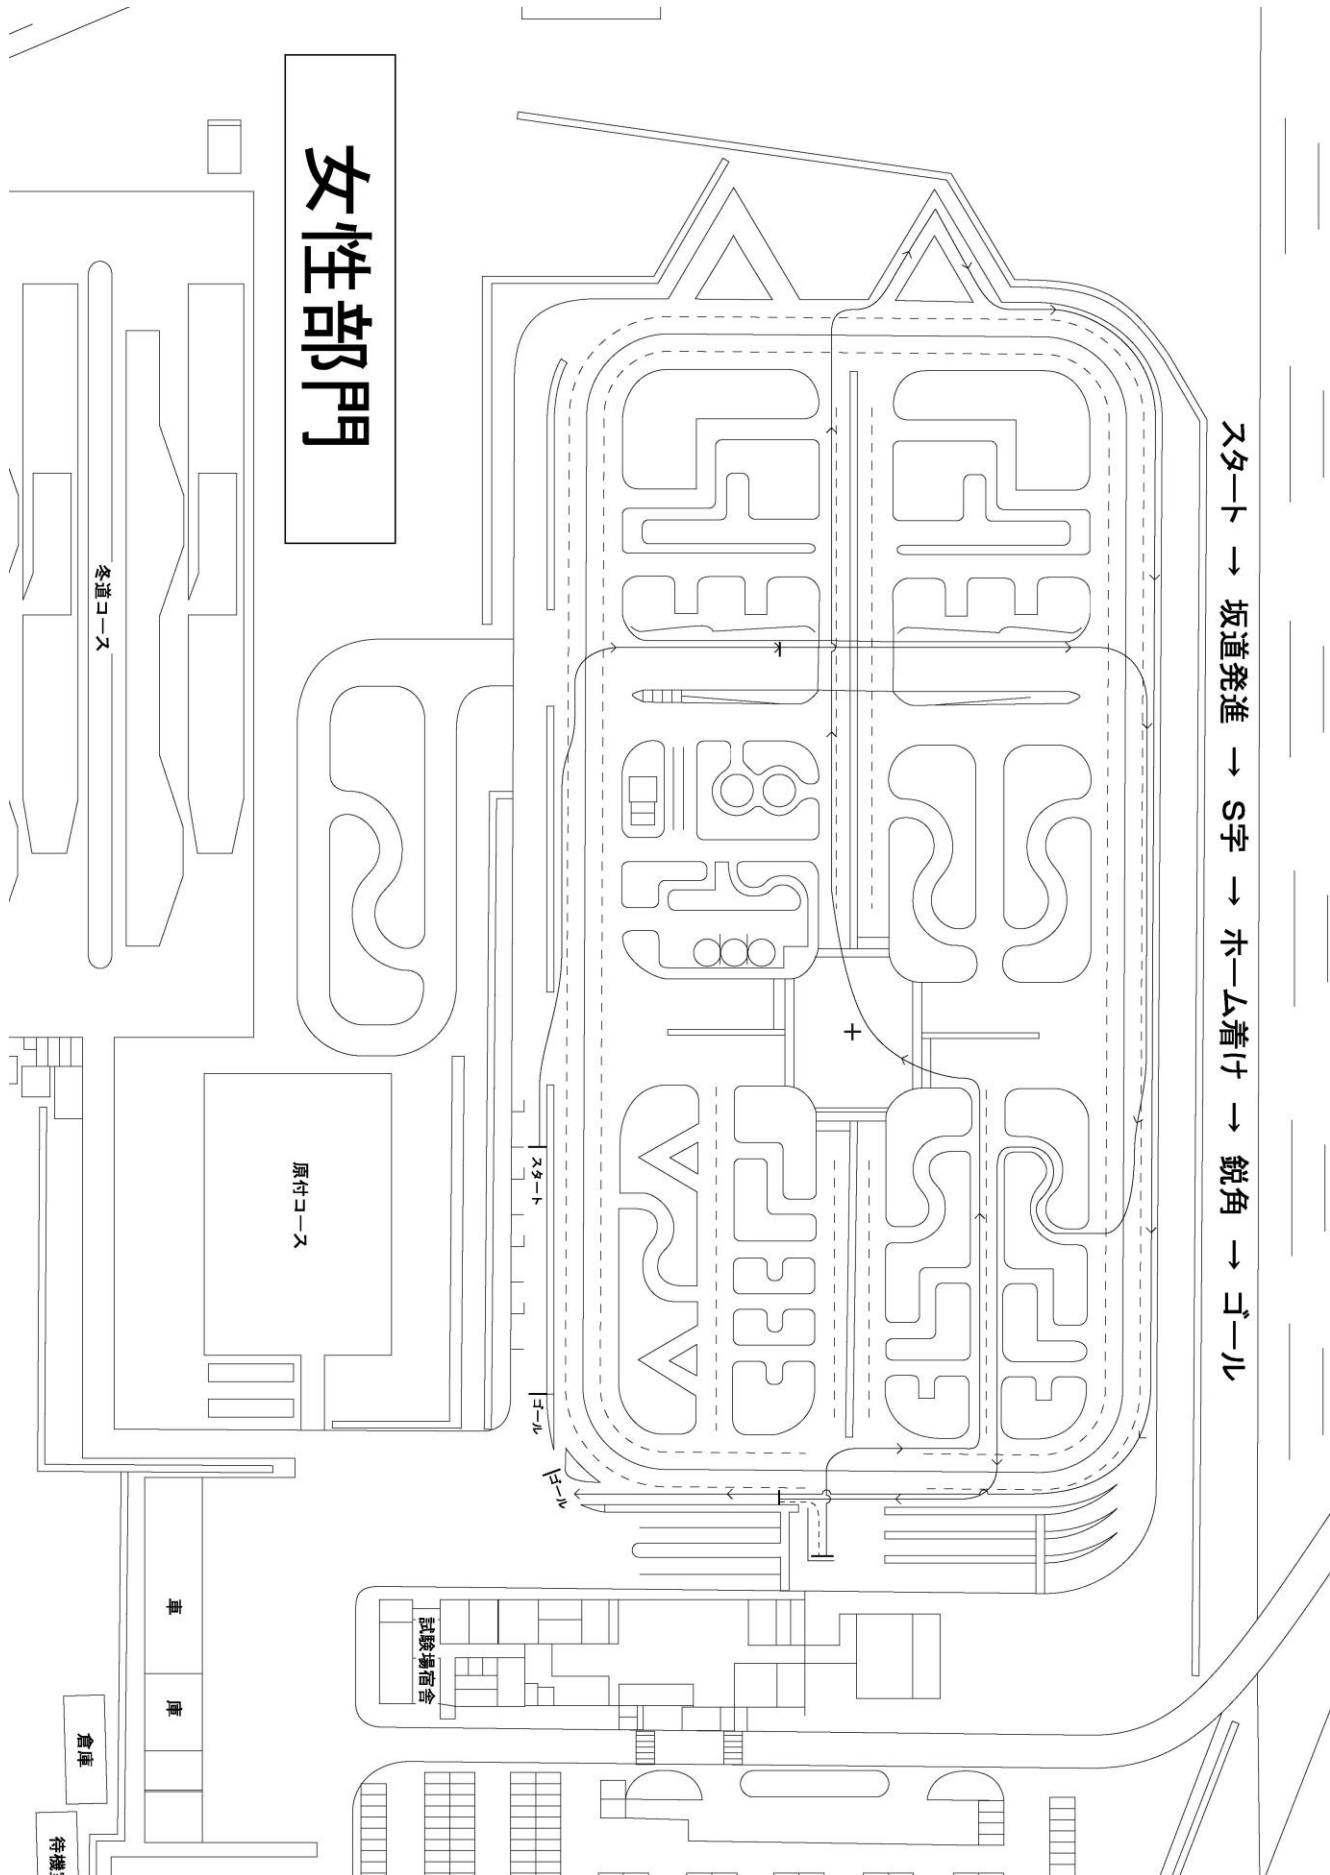 女性部門
スタート → 坂道発進 → S字 → ホーム着け → 鋭角 → ゴール
冬道コース
原付コース
スタート
ゴール
ゴール
試験場宿舎
車庫
倉庫
待機